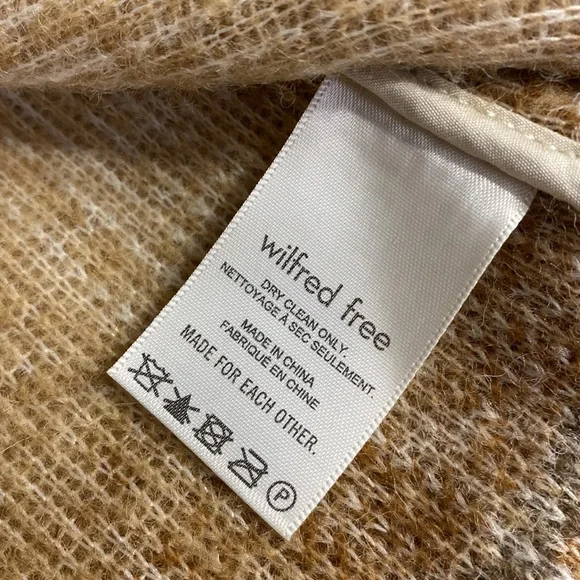 wilfred free
DRY CLEAN ONLY.
NETTOYAGE À SEC SEULEMENT.
MADE IN CHINA
FABRIQUÉ EN CHINE
MADE FOR EACH OTHER.
P